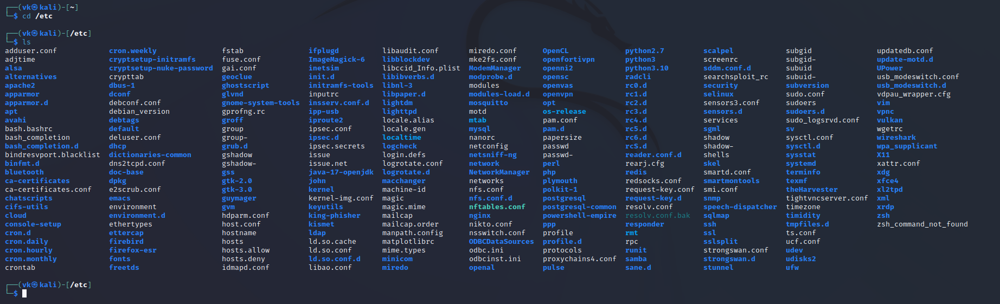 ┌──(vk㉿kali)-[~]
└─$ cd /etc
┌──(vk㉿kali)-[/etc]
└─$ ls
adduser.conf cron.weekly fstab ifplugd libaudit.conf miredo.conf OpenCL python2.7 scalpel subgid updatedb.conf
adjtime cryptsetup-initramfs fuse.conf ImageMagick-6 libblockdev mke2fs.conf openfortivpn python3 screenrc subgid- update-motd.d
alsa cryptsetup-nuke-password gai.conf inetsim libccid_Info.plist ModemManager openni2 python3.10 sddm.conf.d subuid UPower
alternatives crypttab geoclue init.d libibverbs.d modprobe.d opensc radcli searchsploit_rc subuid- usb_modeswitch.conf
apache2 dbus-1 ghostscript initramfs-tools libnl-3 modules openvas rc0.d security subversion usb_modeswitch.d
apparmor dconf glvnd inputrc libpaper.d modules-load.d openvpn rc1.d selinux sudo.conf vdpau_wrapper.cfg
apparmor.d debconf.conf gnome-system-tools insserv.conf.d lightdm mosquitto opt rc2.d sensors3.conf sudoers vim
apt debian_version gprofng.rc ipp-usb lighttpd motd os-release rc3.d sensors.d sudoers.d vpnc
avahi debtags groff iproute2 locale.alias mtab pam.conf rc4.d services sudo_logsrvd.conf vulkan
bash.bashrc default group ipsec.conf locale.gen mysql pam.d rc5.d sgml sv wgetrc
bash_completion deluser.conf group- ipsec.d localtime nanorc papersize rc6.d shadow sysctl.conf wireshark
bash_completion.d dhcp grub.d ipsec.secrets logcheck netconfig passwd rcS.d shadow- sysctl.d wpa_supplicant
bindresvport.blacklist dictionaries-common gshadow issue login.defs netsniff-ng passwd- reader.conf.d shells sysstat X11
binfmt.d dns2tcpd.conf gshadow- issue.net logrotate.conf network perl rearj.cfg skel systemd xattr.conf
bluetooth doc-base gss java-17-openjdk logrotate.d NetworkManager php redis smartd.conf terminfo xdg
ca-certificates dpkg gtk-2.0 john macchanger networks plymouth redsocks.conf smartmontools texmf xfce4
ca-certificates.conf e2scrub.conf gtk-3.0 kernel machine-id nfs.conf polkit-1 request-key.conf smi.conf theHarvester xl2tpd
chatscripts emacs guymager kernel-img.conf magic nfs.conf.d postgresql request-key.d snmp tightvncserver.conf xml
cifs-utils environment gvm keyutils magic.mime nftables.conf postgresql-common resolv.conf speech-dispatcher timezone xrdp
cloud environment.d hdparm.conf king-phisher mailcap nginx powershell-empire resolv.conf.bak sqlmap timidity zsh
console-setup ethertypes host.conf kismet mailcap.order nikto.conf ppp responder ssh tmpfiles.d zsh_command_not_found
cron.d ettercap hostname ldap manpath.config nsswitch.conf profile rmt ssl ts.conf
cron.daily firebird hosts ld.so.cache matplotlibrc ODBCDataSources profile.d rpc sslsplit ucf.conf
cron.hourly firefox-esr hosts.allow ld.so.conf mime.types odbc.ini protocols runit strongswan.conf udev
cron.monthly fonts hosts.deny ld.so.conf.d minicom odbcinst.ini proxychains4.conf samba strongswan.d udisks2
crontab freetds idmapd.conf libao.conf miredo openal pulse sane.d stunnel ufw
┌──(vk㉿kali)-[/etc]
└─$